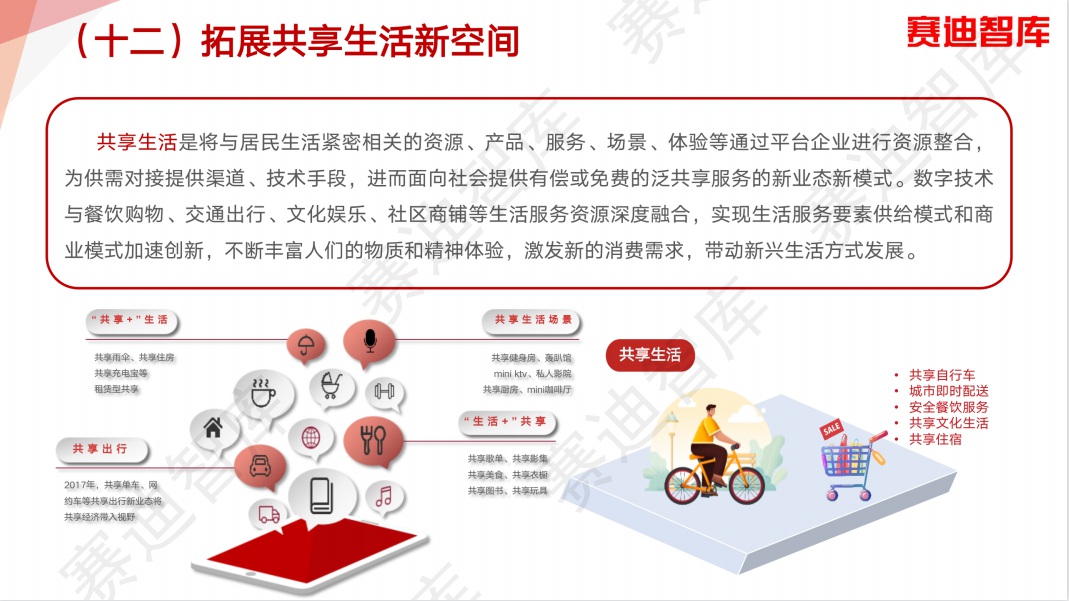 （十二）拓展共享生活新空间
赛迪智库
共享生活是将与居民生活紧密相关的资源、产品、服务、场景、体验等通过平台企业进行资源整合，
为供需对接提供渠道、技术手段，进而面向社会提供有偿或免费的泛共享服务的新业态新模式。数字技术
与餐饮购物、交通出行、文化娱乐、社区商铺等生活服务资源深度融合，实现生活服务要素供给模式和商
业模式加速创新，不断丰富人们的物质和精神体验，激发新的消费需求，带动新兴生活方式发展。
“共享+”生活
共享雨伞、共享住房
共享充电宝等
租赁型共享
共享出行
2017年，共享单车、网
约车等共享出行新业态将
共享经济带入视野
共享生活场景
共享健身房、轰趴馆
mini ktv、私人影院
共享厨房、mini咖啡厅
“生活+”共享
共享歌单、共享影集
共享美食、共享衣橱
共享图书、共享玩具
共享生活
SALE
• 共享自行车
• 城市即时配送
• 安全餐饮服务
• 共享文化生活
• 共享住宿
赛迪智库
赛迪智库
赛迪智库
赛迪智库